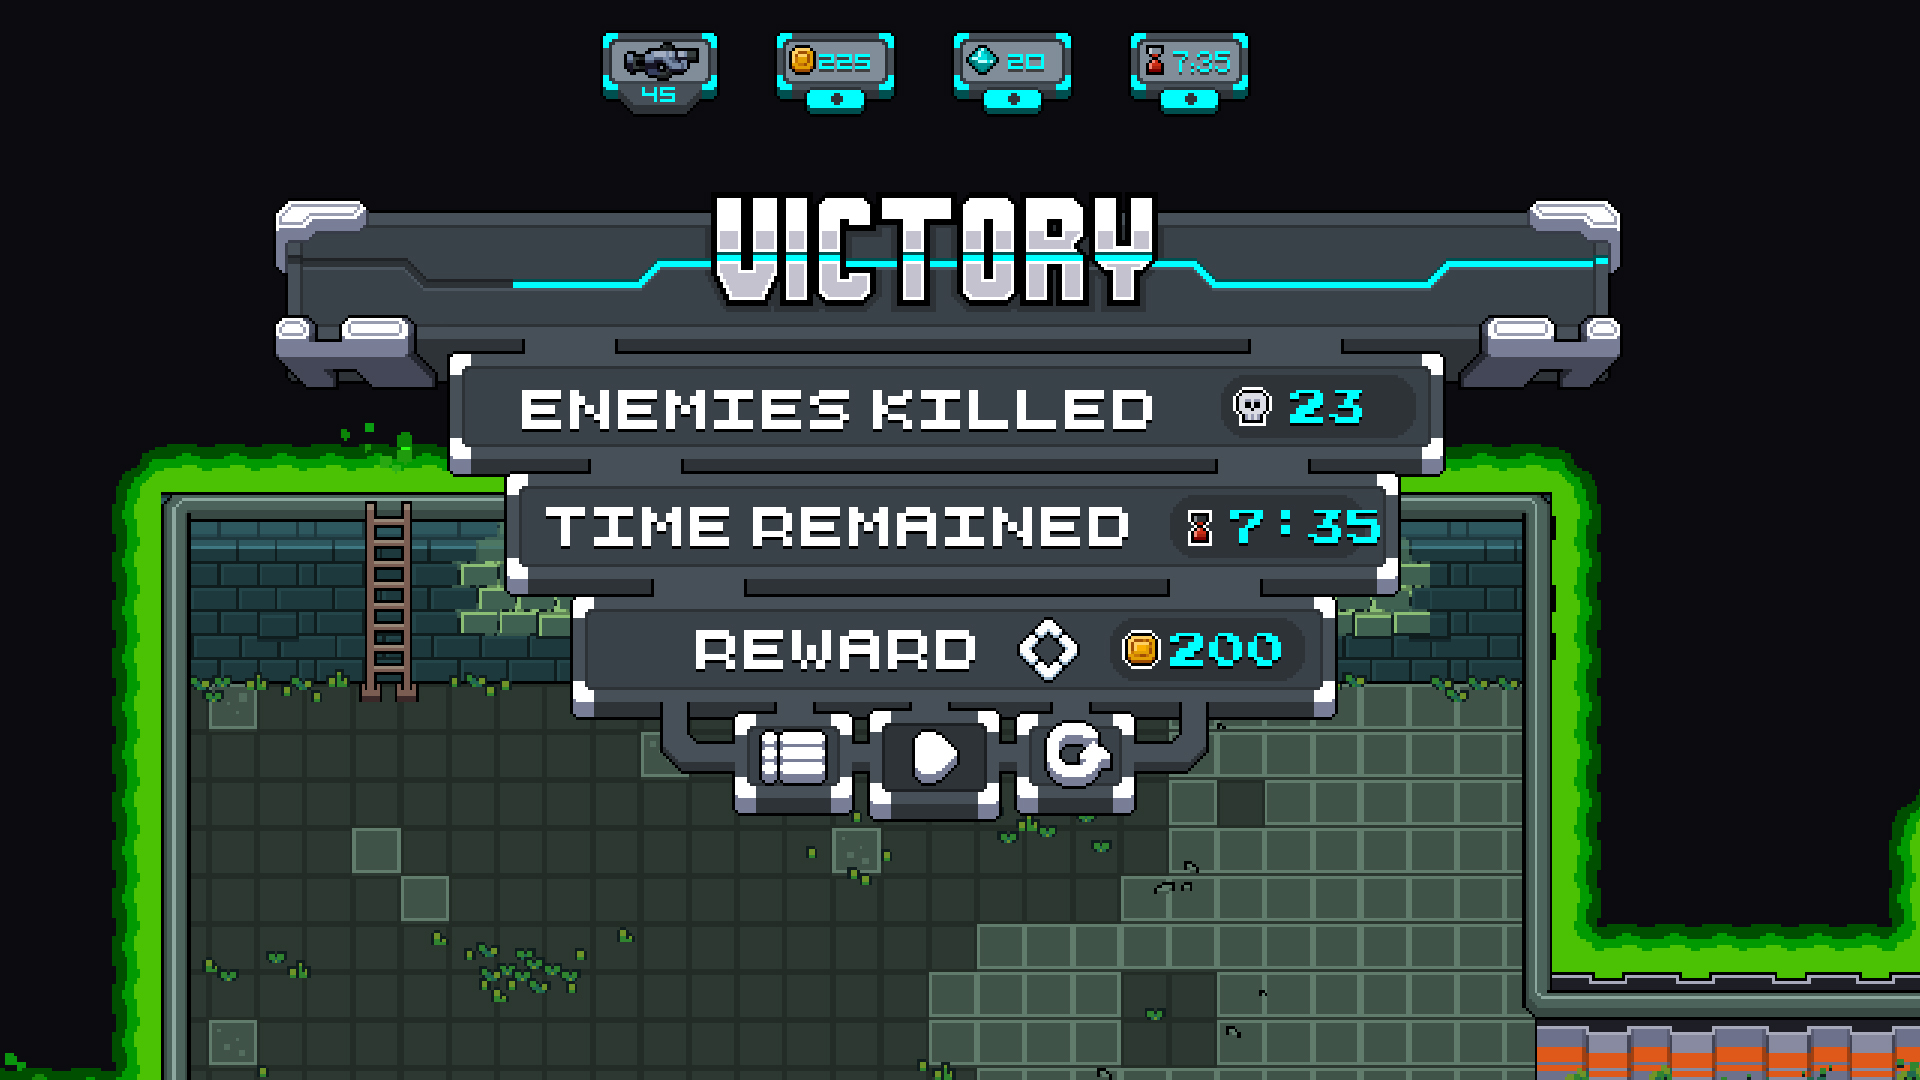 225 20 7:35
45
VICTORY
ENEMIES KILLED 23
TIME REMAINED 7:35
REWARD 200